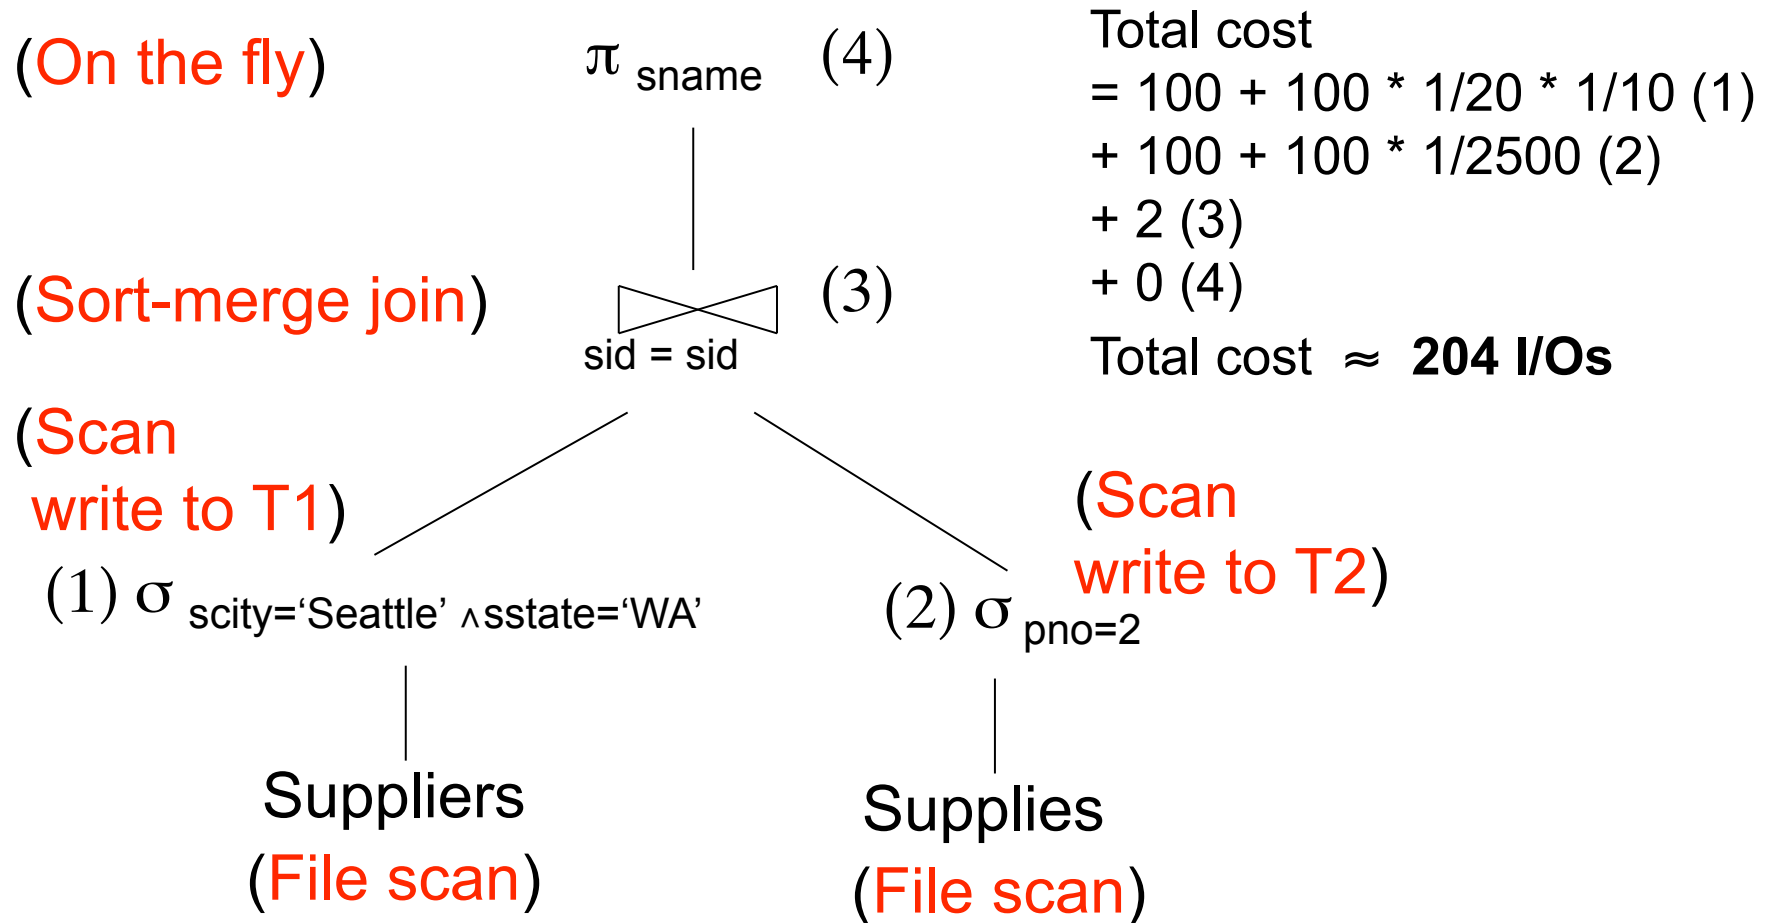 (On the fly)
π sname (4)
Total cost
= 100 + 100 * 1/20 * 1/10 (1)
+ 100 + 100 * 1/2500 (2)
+ 2 (3)
+ 0 (4)
Total cost ≈ 204 I/Os
(Sort-merge join)
(3)
sid = sid
(Scan
write to T1)
(Scan
write to T2)
(1) σ scity=‘Seattle’ ∧sstate=‘WA’
(2) σ pno=2
Suppliers
(File scan)
Supplies
(File scan)